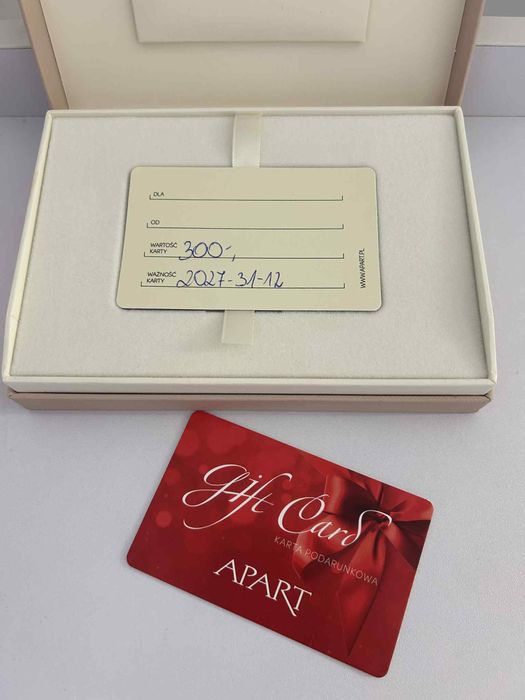 DLA
OD
WARTOŚĆ
KARTY 300-,
WAŻNOŚĆ
KARTY 2027-31-12
WWW.APART.PL
Gift Card
KARTA PODARUNKOWA
APART